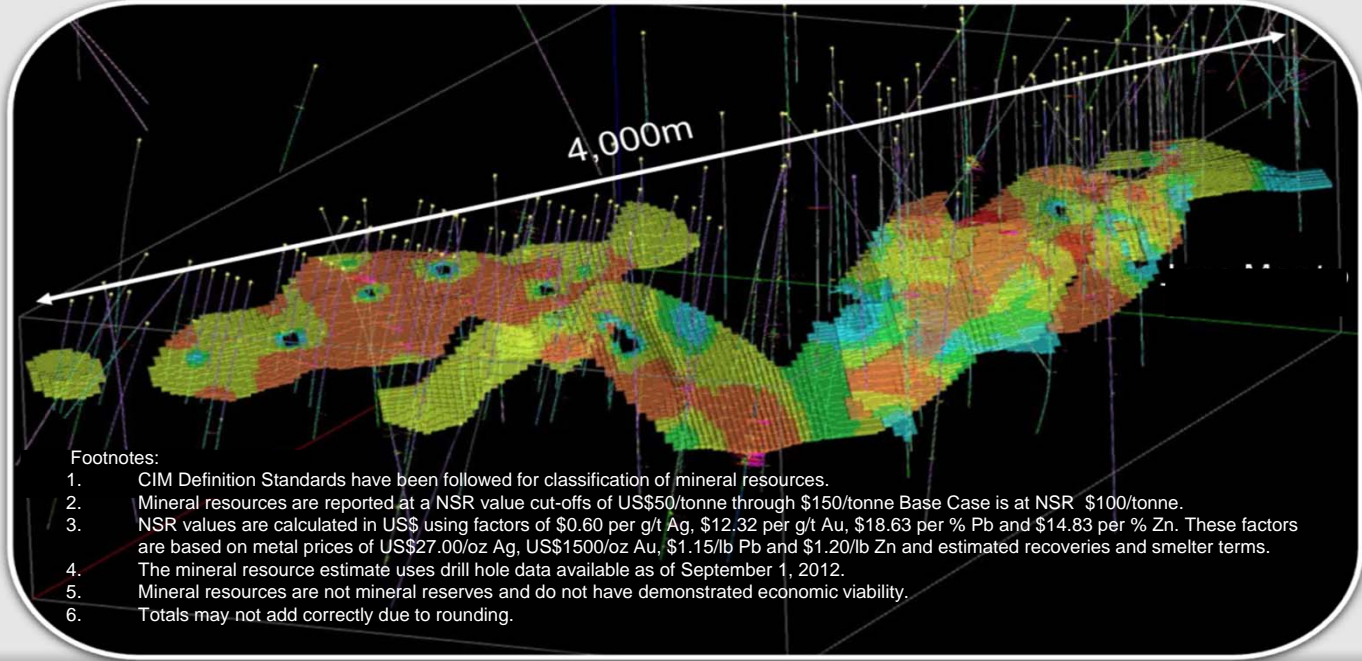 4,000m
Footnotes:
1. CIM Definition Standards have been followed for classification of mineral resources.
2. Mineral resources are reported at a NSR value cut-offs of US$50/tonne through $150/tonne Base Case is at NSR $100/tonne.
3. NSR values are calculated in US$ using factors of $0.60 per g/t Ag, $12.32 per g/t Au, $18.63 per % Pb and $14.83 per % Zn. These factors
are based on metal prices of US$27.00/oz Ag, US$1500/oz Au, $1.15/lb Pb and $1.20/lb Zn and estimated recoveries and smelter terms.
4. The mineral resource estimate uses drill hole data available as of September 1, 2012.
5. Mineral resources are not mineral reserves and do not have demonstrated economic viability.
6. Totals may not add correctly due to rounding.